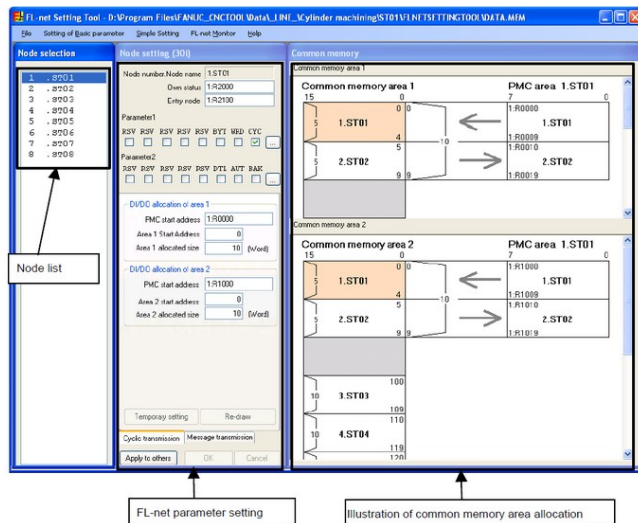 FL-net Setting Tool - D:\Program Files\FANUC_CNCTOOL\Data\_LINE_\Cylinder machining\ST01\FLNETSETTINGTOOL\DATA.MEM
File Setting of Basic parameter Simple Setting FL-net Monitor Help
Node selection
1 .ST01
2 .ST02
3 .ST03
4 .ST04
5 .ST05
6 .ST06
7 .ST07
8 .ST08
Node list
Node setting (30i)
Node number.Node name 1.ST01
Own status 1:R2000
Entry node 1:R2100
Parameter1
RSV RSV RSV RSV RSV BYT WRD CYC
...
Parameter2
RSV RSV RSV RSV RSV DTL AUT BAK
...
DI/DO allocation of area 1
PMC start address 1:R0000
Area 1 Start Address 0
Area 1 allocated size 10 (Word)
DI/DO allocation of area 2
PMC start address 1:R1000
Area 2 start address 0
Area 2 allocated size 10 (Word)
Temporary setting Re-draw
Cyclic transmission Message transmission
Apply to others OK Cancel
FL-net parameter setting
Common memory
Common memory area 1
Common memory area 1 PMC area 1.ST01
15 0 7 0
0 0 1:R0000
5 1.ST01 1.ST01
4 10 1:R0009
5 1:R0010
5 2.ST02 2.ST02
9 9 1:R0019
Common memory area 2
Common memory area 2 PMC area 1.ST01
15 0 7 0
0 0 1:R1000
5 1.ST01 1.ST01
4 10 1:R1009
5 1:R1010
5 2.ST02 2.ST02
9 9 1:R1019
100
10 3.ST03
109
110
10 4.ST04
119
120
Illustration of common memory area allocation